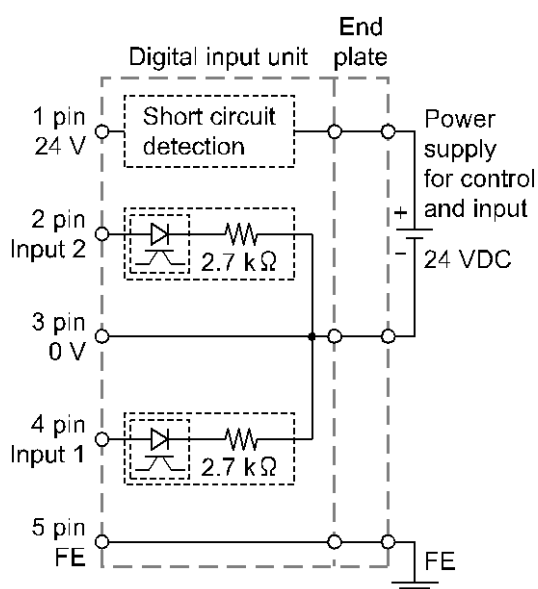 End
Digital input unit plate
1 pin
24 V
Short circuit
detection
Power
supply
for control
and input
+
−
24 VDC
2 pin
Input 2
2.7 kΩ
3 pin
0 V
4 pin
Input 1
2.7 kΩ
5 pin
FE
FE